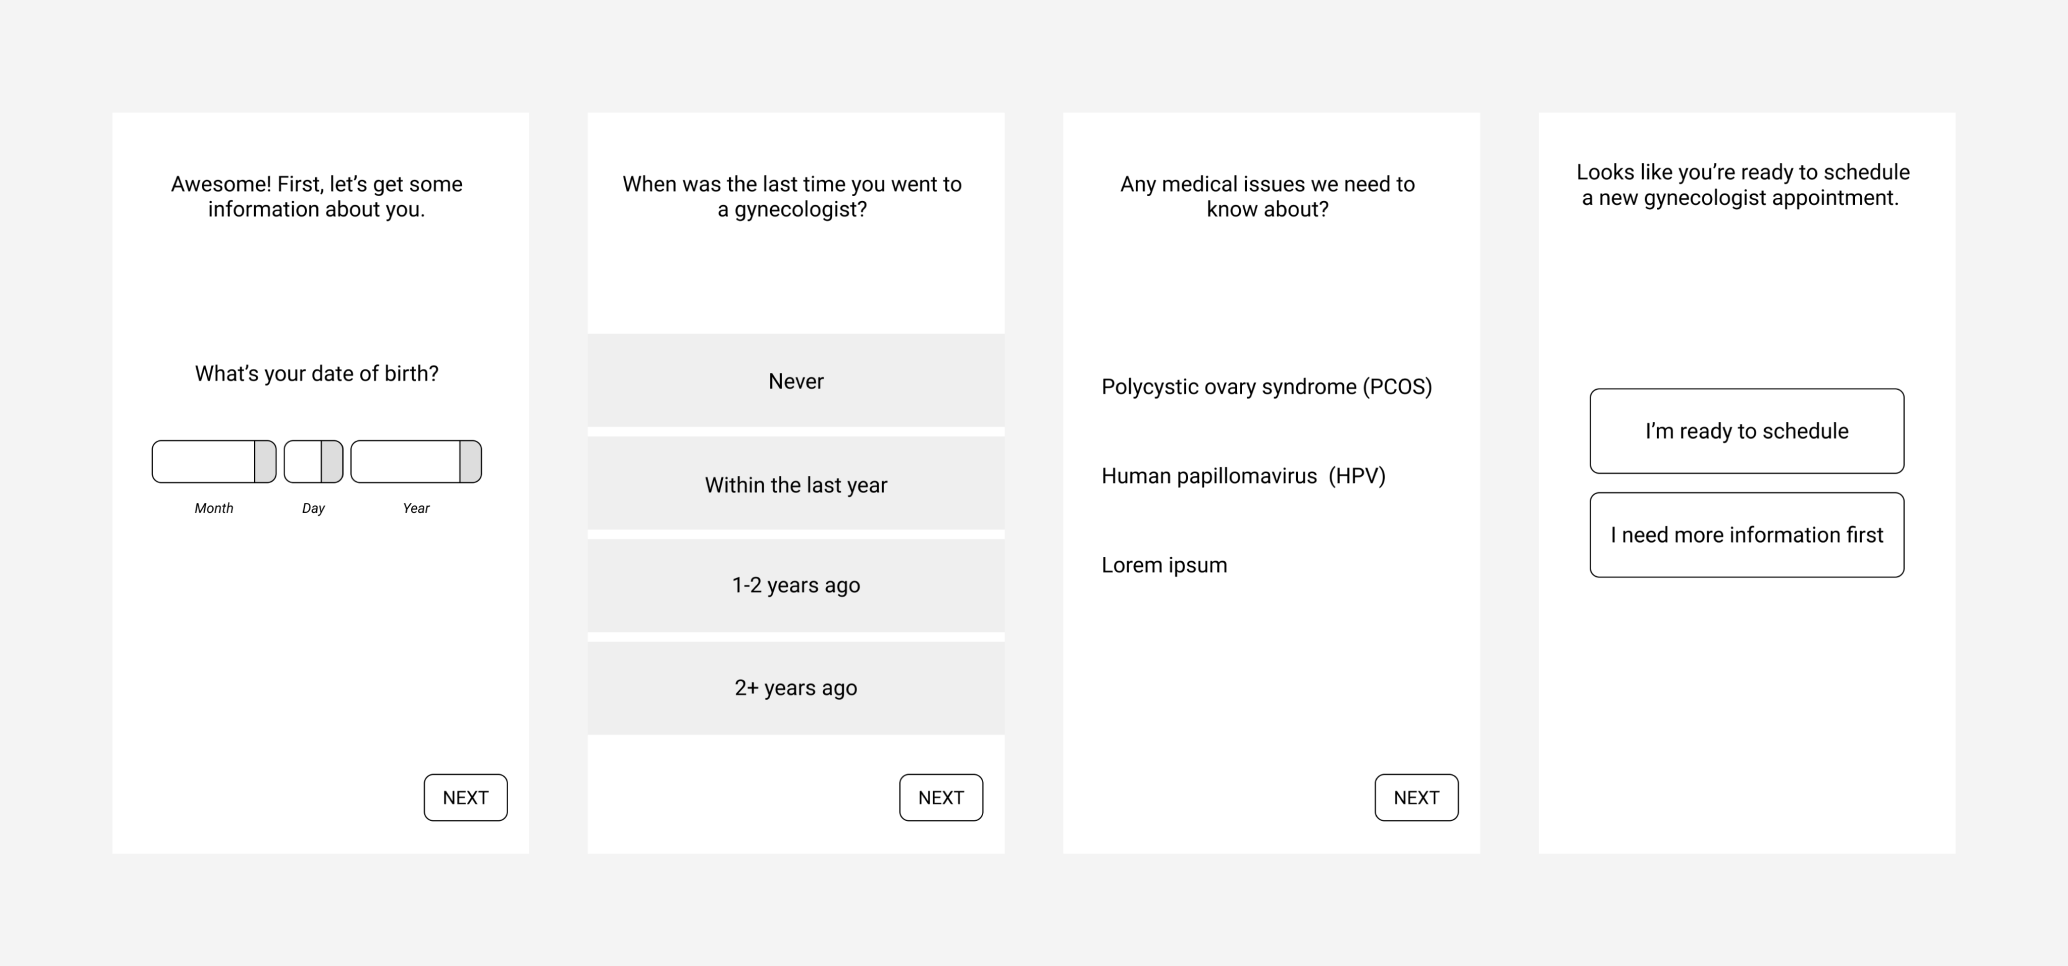 Awesome! First, let’s get some
information about you.
What’s your date of birth?
Month
Day
Year
NEXT
When was the last time you went to
a gynecologist?
Never
Within the last year
1-2 years ago
2+ years ago
NEXT
Any medical issues we need to
know about?
Polycystic ovary syndrome (PCOS)
Human papillomavirus  (HPV)
Lorem ipsum
NEXT
Looks like you’re ready to schedule
a new gynecologist appointment.
I’m ready to schedule
I need more information first